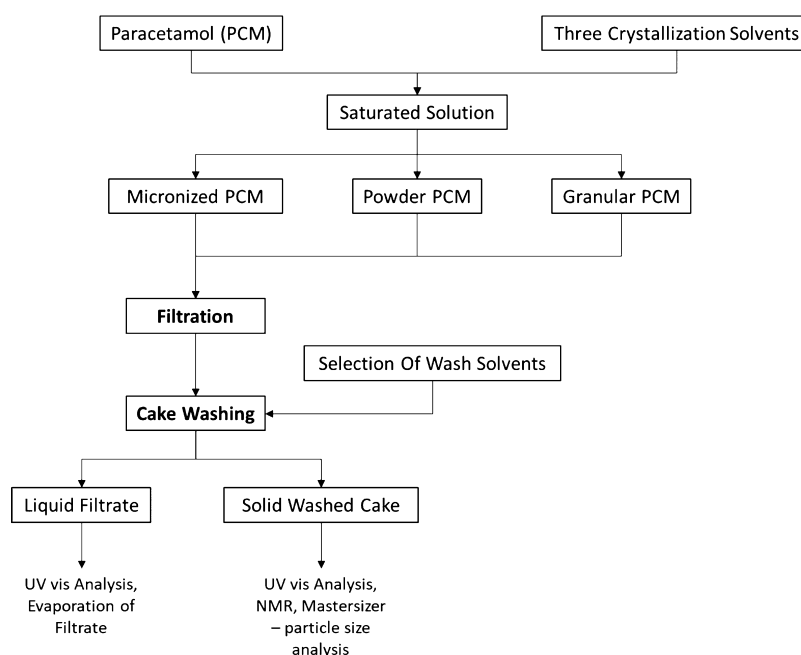 Paracetamol (PCM)
Three Crystallization Solvents
Saturated Solution
Micronized PCM
Powder PCM
Granular PCM
Filtration
Selection Of Wash Solvents
Cake Washing
Liquid Filtrate
Solid Washed Cake
UV vis Analysis,
Evaporation of
Filtrate
UV vis Analysis,
NMR, Mastersizer
– particle size
analysis